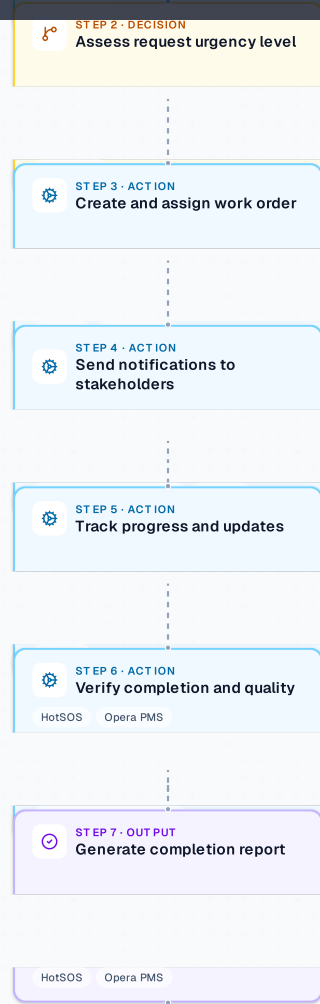 STEP 2 · DECISION
Assess request urgency level
STEP 3 · ACTION
Create and assign work order
STEP 4 · ACTION
Send notifications to
stakeholders
STEP 5 · ACTION
Track progress and updates
STEP 6 · ACTION
Verify completion and quality
HotSOS Opera PMS
STEP 7 · OUTPUT
Generate completion report
HotSOS Opera PMS